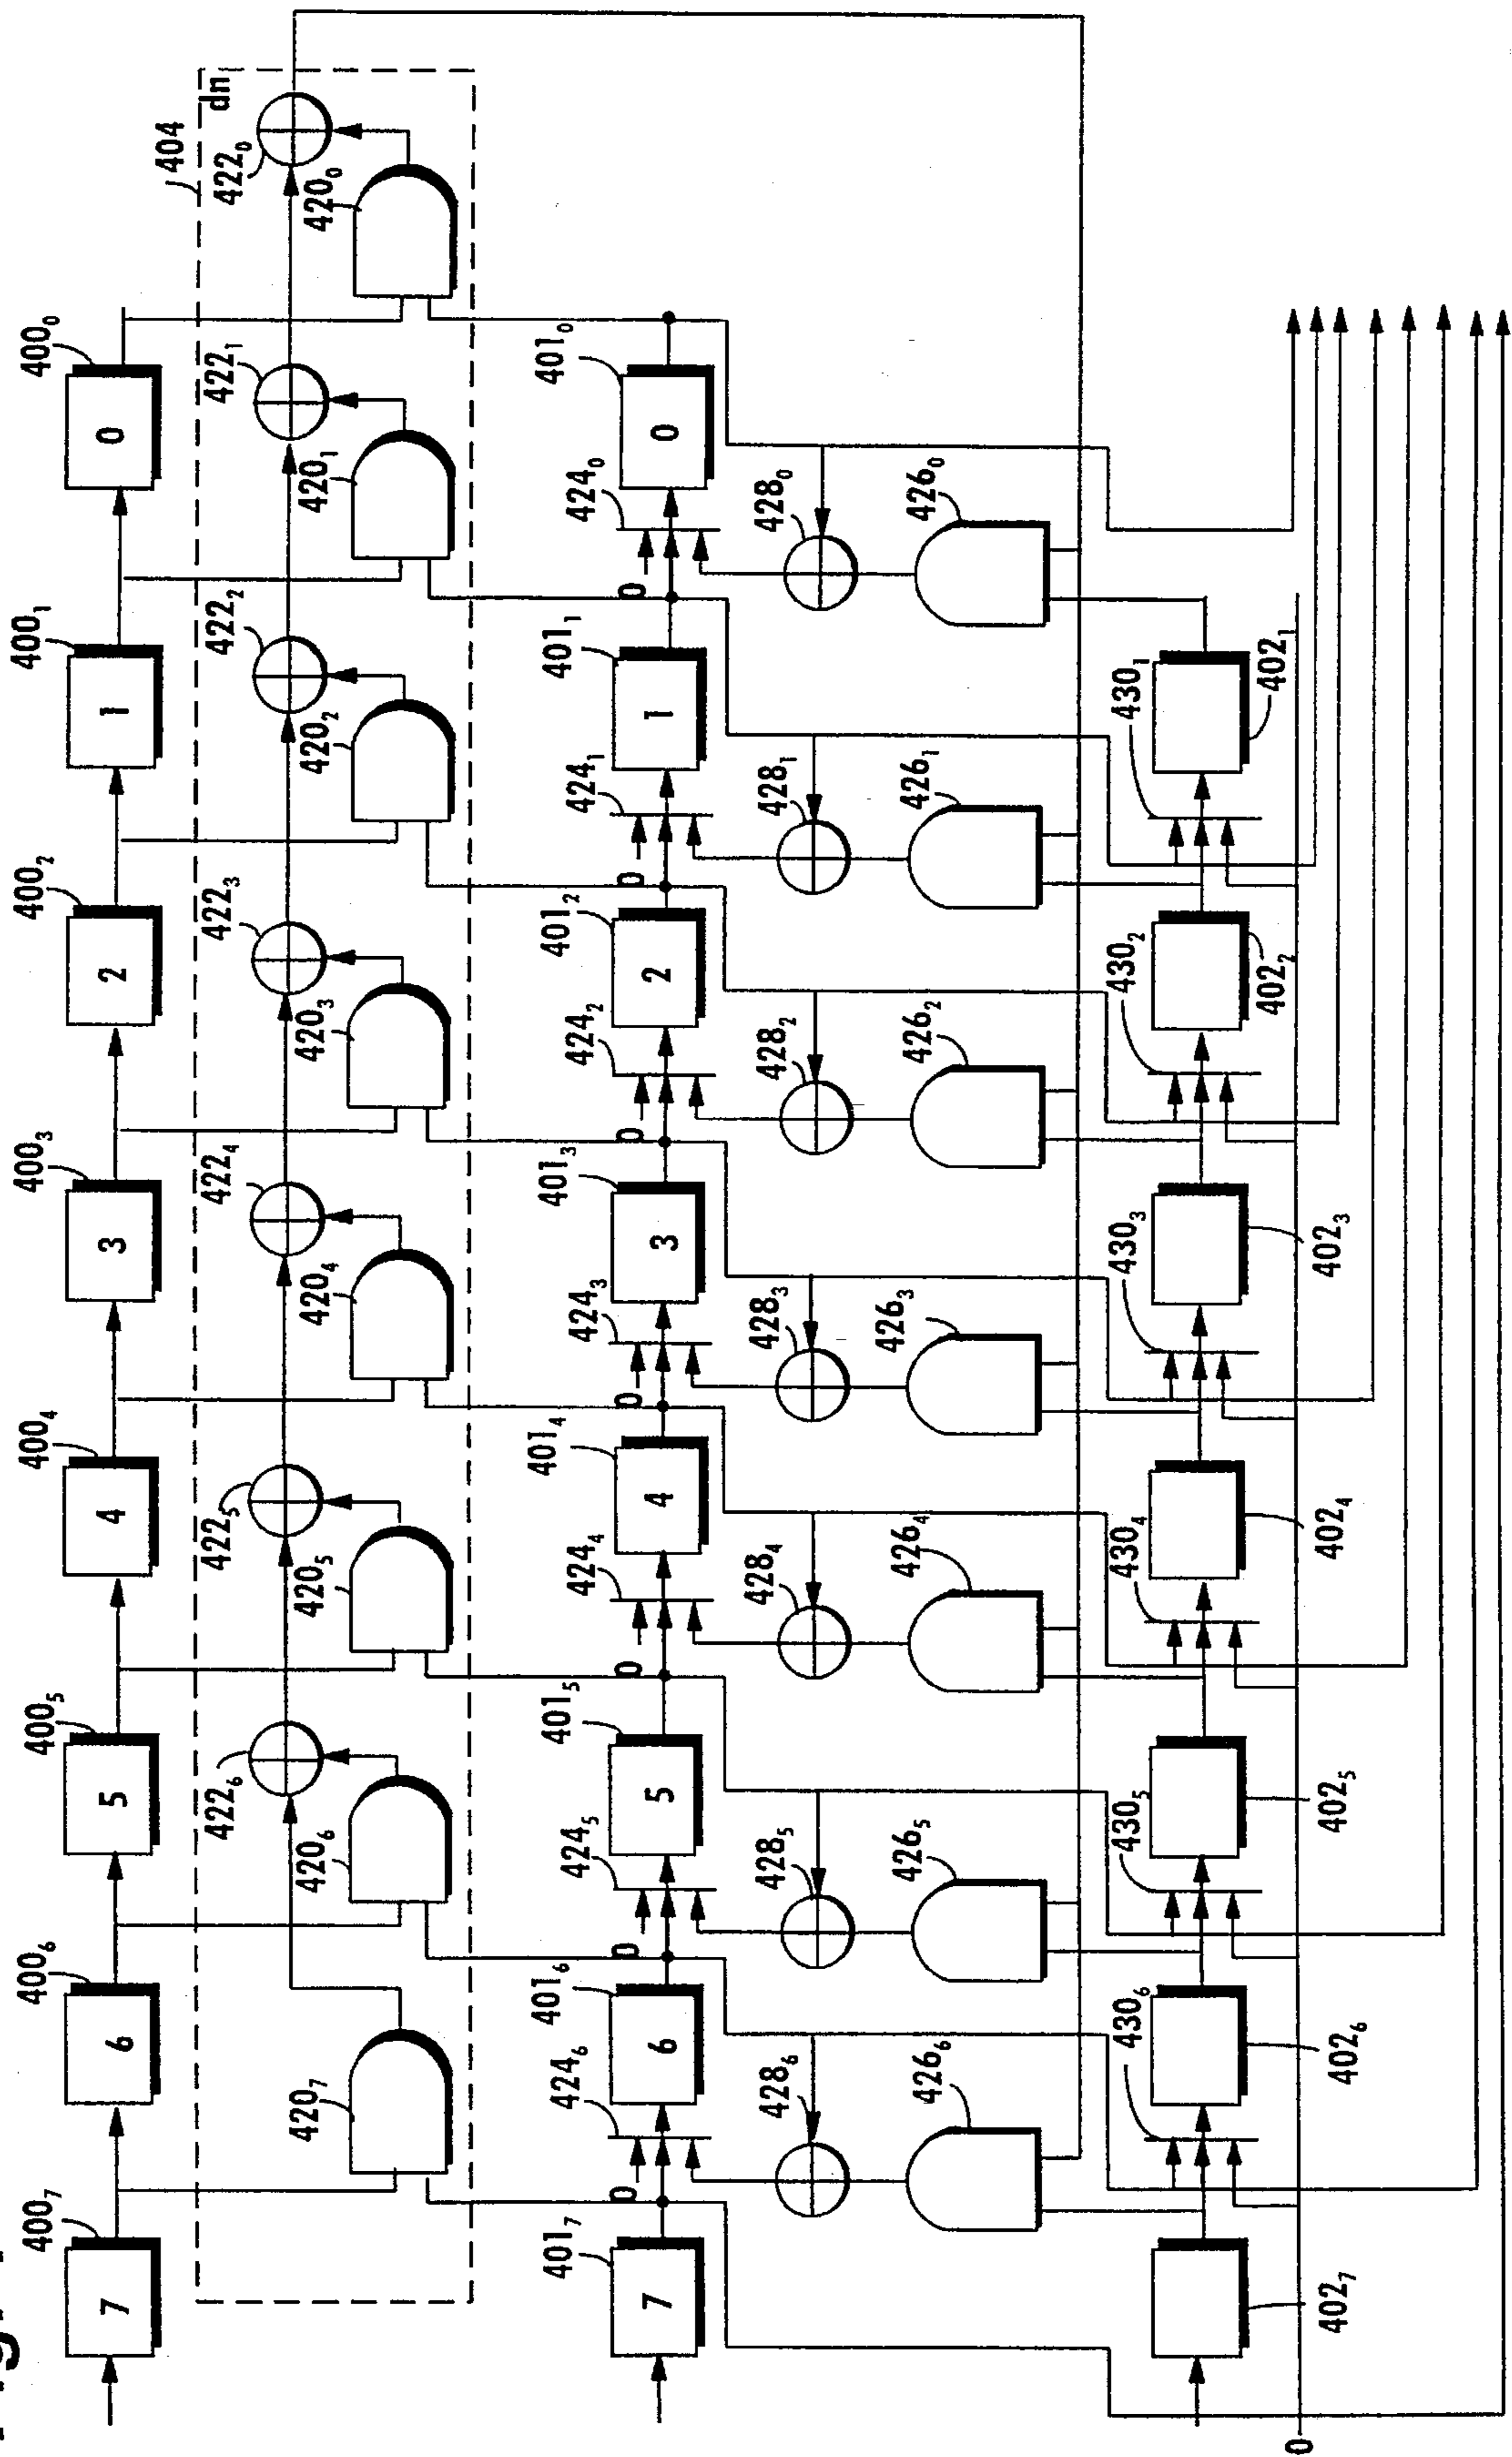 400₇ 400₆ 400₅ 400₄ 400₃ 400₂ 400₁ 400₀
7 6 5 4 3 2 1 0
404
422₆ 422₅ 422₄ 422₃ 422₂ 422₁ 422₀ dn
420₇ 420₆ 420₅ 420₄ 420₃ 420₂ 420₁ 420₀
401₇ 424₆ 401₆ 424₅ 401₅ 424₄ 401₄ 424₃ 401₃ 424₂ 401₂ 424₁ 401₁ 424₀ 401₀
0 0 0 0 0 0 0
7 6 5 4 3 2 1 0
428₆ 428₅ 428₄ 428₃ 428₂ 428₁ 428₀
426₆ 426₅ 426₄ 426₃ 426₂ 426₁ 426₀
430₆ 430₅ 430₄ 430₃ 430₂ 430₁
402₇ 402₆ 402₅ 402₄ 402₃ 402₂ 402₁
0